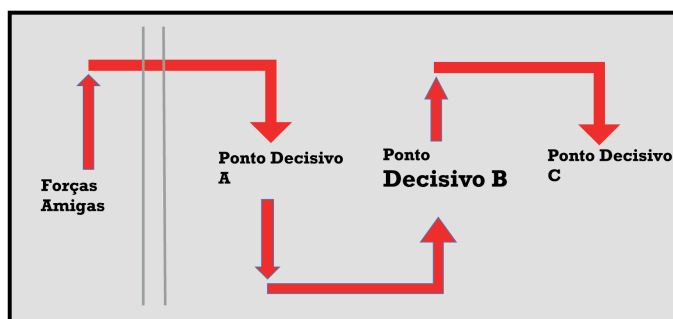 Forças
Amigas
Ponto Decisivo
A
Ponto
Decisivo B
Ponto Decisivo
C